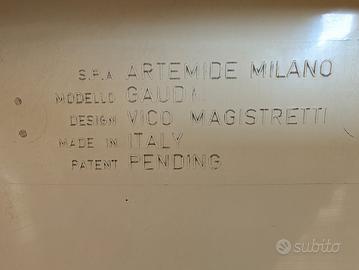 S.P.A ARTEMIDE MILANO
MODELLO GAUDI
DESIGN VICO MAGISTRETTI
MADE IN ITALY
PATENT PENDING
subito